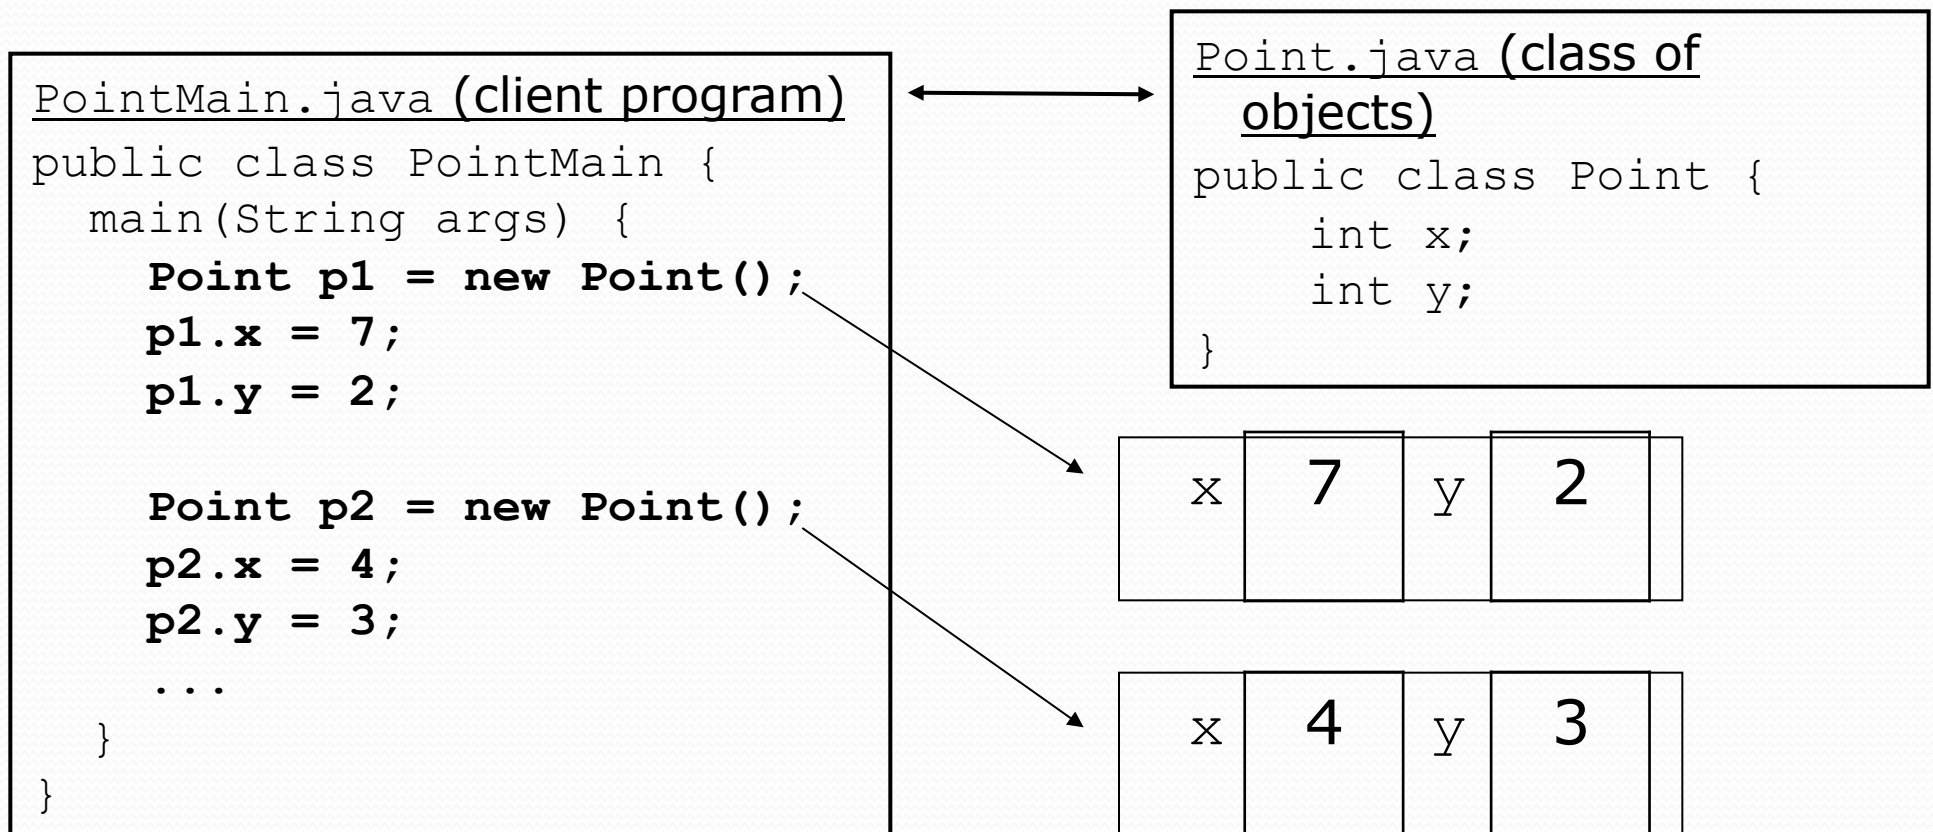 PointMain.java (client program)
public class PointMain {
  main(String args) {
    Point p1 = new Point();
    p1.x = 7;
    p1.y = 2;

    Point p2 = new Point();
    p2.x = 4;
    p2.y = 3;
    ...
  }
}
Point.java (class of
objects)
public class Point {
    int x;
    int y;
}
x 7 y 2
x 4 y 3